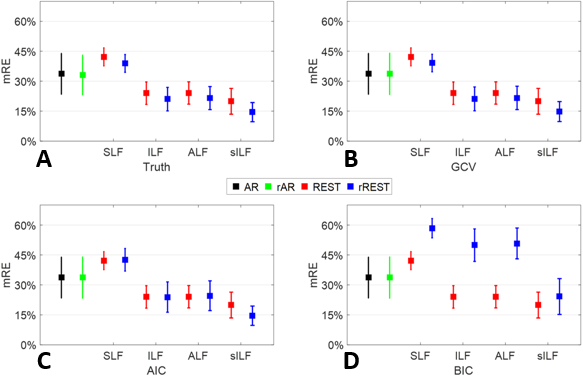 60% 60%
45% 45%
mRE mRE
30% 30%
15% 15%
0% 0%
A B
SLF ILF ALF sILF SLF ILF ALF sILF
Truth GCV
AR rAR REST rREST
60% 60%
45% 45%
mRE mRE
30% 30%
15% 15%
0% 0%
C D
SLF ILF ALF sILF SLF ILF ALF sILF
AIC BIC